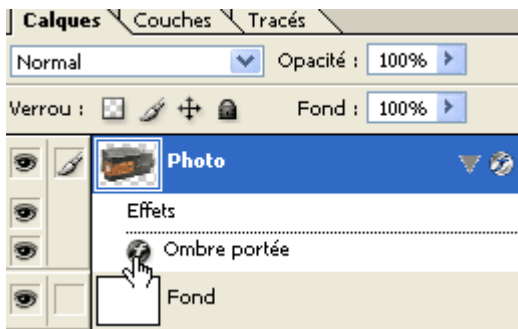 Calques Couches Tracés
Normal Opacité : 100%
Verrou : Fond : 100%
Photo
Effets
Ombre portée
Fond